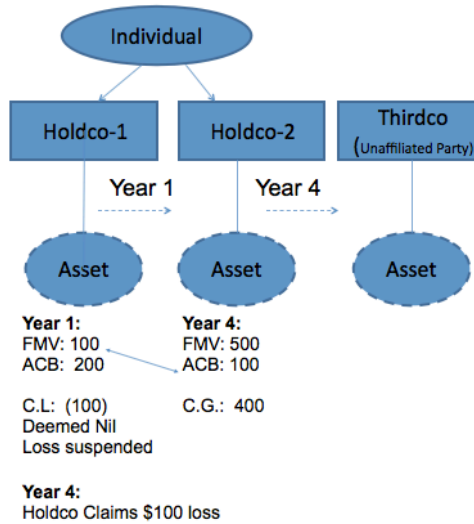 Individual
Holdco-1
Holdco-2
Thirdco
(Unaffiliated Party)
Year 1
Year 4
Asset
Asset
Asset
Year 1:
FMV: 100
ACB: 200
C.L: (100)
Deemed Nil
Loss suspended
Year 4:
Holdco Claims $100 loss
Year 4:
FMV: 500
ACB: 100
C.G.: 400